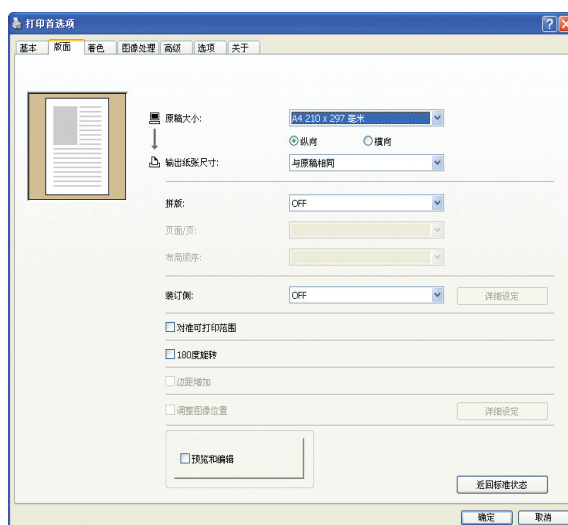 打印首选项
基本 版面 着色 图像处理 高级 选项 关于
原稿大小: A4 210 x 297 毫米
纵向 横向
输出纸张尺寸: 与原稿相同
拼版: OFF
页面/页:
布局顺序:
装订侧: OFF 详细设定
对准可打印范围
180度旋转
边距增加
调整图像位置 详细设定
预览和编辑
返回标准状态
确定 取消